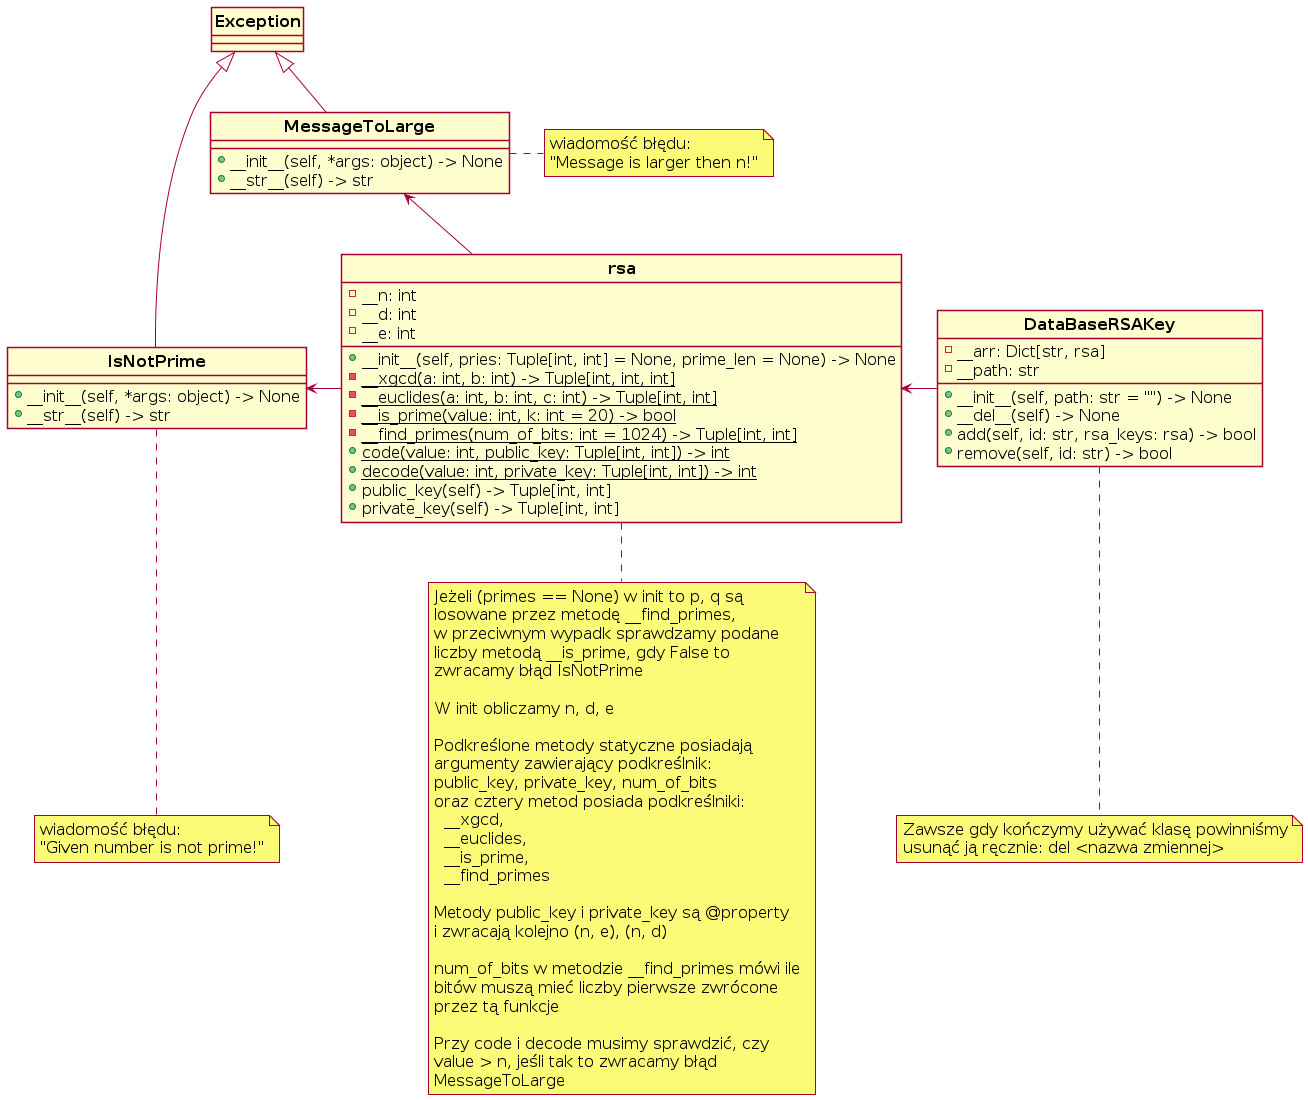 Exception
MessageToLarge
__init__(self, *args: object) -> None
__str__(self) -> str
wiadomość błędu:
"Message is larger then n!"
rsa
__n: int
__d: int
__e: int
__init__(self, pries: Tuple[int, int] = None, prime_len = None) -> None
__xgcd(a: int, b: int) -> Tuple[int, int, int]
__euclides(a: int, b: int, c: int) -> Tuple[int, int]
__is_prime(value: int, k: int = 20) -> bool
__find_primes(num_of_bits: int = 1024) -> Tuple[int, int]
code(value: int, public_key: Tuple[int, int]) -> int
decode(value: int, private_key: Tuple[int, int]) -> int
public_key(self) -> Tuple[int, int]
private_key(self) -> Tuple[int, int]
DataBaseRSAKey
__arr: Dict[str, rsa]
__path: str
__init__(self, path: str = "") -> None
__del__(self) -> None
add(self, id: str, rsa_keys: rsa) -> bool
remove(self, id: str) -> bool
IsNotPrime
__init__(self, *args: object) -> None
__str__(self) -> str
Jeżeli (primes == None) w init to p, q są
losowane przez metodę __find_primes,
w przeciwnym wypadk sprawdzamy podane
liczby metodą __is_prime, gdy False to
zwracamy błąd IsNotPrime
W init obliczamy n, d, e
Podkreślone metody statyczne posiadają
argumenty zawierający podkreślnik:
public_key, private_key, num_of_bits
oraz cztery metod posiada podkreślniki:
__xgcd,
__euclides,
__is_prime,
__find_primes
Metody public_key i private_key są @property
i zwracają kolejno (n, e), (n, d)
num_of_bits w metodzie __find_primes mówi ile
bitów muszą mieć liczby pierwsze zwrócone
przez tą funkcje
Przy code i decode musimy sprawdzić, czy
value > n, jeśli tak to zwracamy błąd
MessageToLarge
wiadomość błędu:
"Given number is not prime!"
Zawsze gdy kończymy używać klasę powinniśmy
usunąć ją ręcznie: del <nazwa zmiennej>